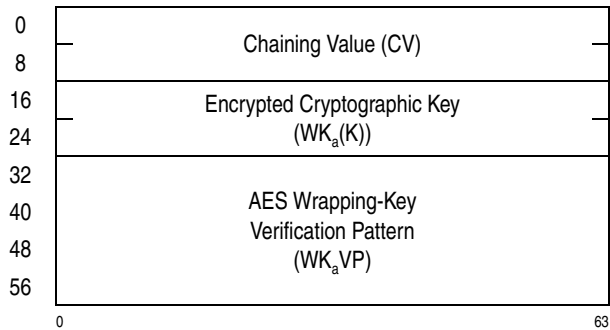 0
Chaining Value (CV)
8
16
Encrypted Cryptographic Key
(WKa(K))
24
32
AES Wrapping-Key
40
Verification Pattern
48
(WKaVP)
56
0 63